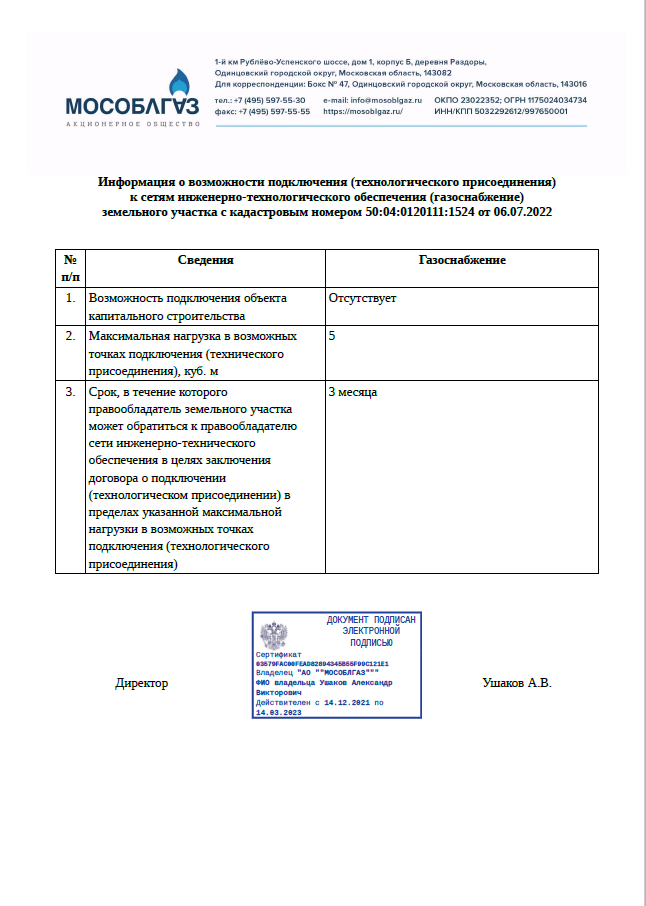 МОСОБЛГАЗ
АКЦИОНЕРНОЕ ОБЩЕСТВО
1-й км Рублёво-Успенского шоссе, дом 1, корпус Б, деревня Раздоры,
Одинцовский городской округ, Московская область, 143082
Для корреспонденции: Бокс № 47, Одинцовский городской округ, Московская область, 143016
тел.: +7 (495) 597-55-30 e-mail: info@mosoblgaz.ru ОКПО 23022352; ОГРН 1175024034734
факс: +7 (495) 597-55-55 https://mosoblgaz.ru/ ИНН/КПП 5032292612/997650001
Информация о возможности подключения (технологического присоединения)
к сетям инженерно-технологического обеспечения (газоснабжение)
земельного участка с кадастровым номером 50:04:0120111:1524 от 06.07.2022
№ п/п Сведения Газоснабжение
1. Возможность подключения объекта Отсутствует
капитального строительства
2. Максимальная нагрузка в возможных 5
точках подключения (технического
присоединения), куб. м
3. Срок, в течение которого 3 месяца
правообладатель земельного участка
может обратиться к правообладателю
сети инженерно-технического
обеспечения в целях заключения
договора о подключении
(технологическом присоединении) в
пределах указанной максимальной
нагрузки в возможных точках
подключения (технологического
присоединения)
ДОКУМЕНТ ПОДПИСАН
ЭЛЕКТРОННОЙ
ПОДПИСЬЮ
Сертификат
03579FAC00FEAD82894345B55F99C121E1
Владелец "АО ""МОСОБЛГАЗ"""
ФИО владельца Ушаков Александр
Викторович
Действителен с 14.12.2021 по
14.03.2023
Директор Ушаков А.В.